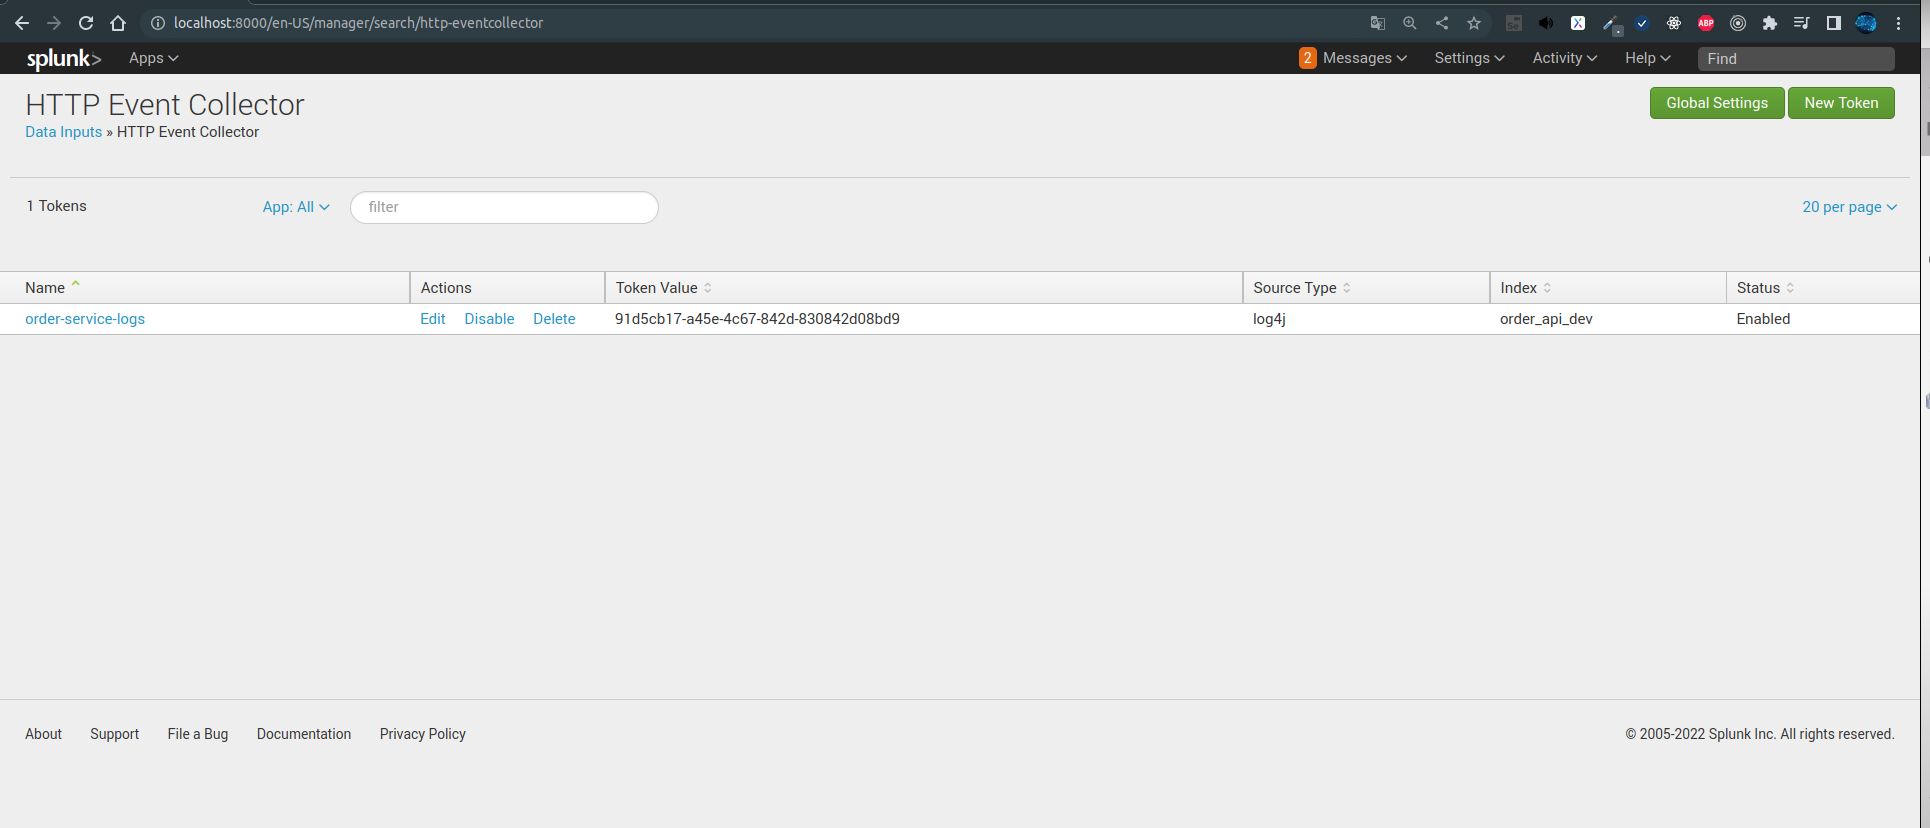 localhost:8000/en-US/manager/search/http-eventcollector
splunk> Apps 2 Messages Settings Activity Help Find
HTTP Event Collector
Global Settings New Token
Data Inputs » HTTP Event Collector
1 Tokens App: All filter 20 per page
Name Actions Token Value Source Type Index Status
order-service-logs Edit Disable Delete 91d5cb17-a45e-4c67-842d-830842d08bd9 log4j order_api_dev Enabled
About Support File a Bug Documentation Privacy Policy © 2005-2022 Splunk Inc. All rights reserved.